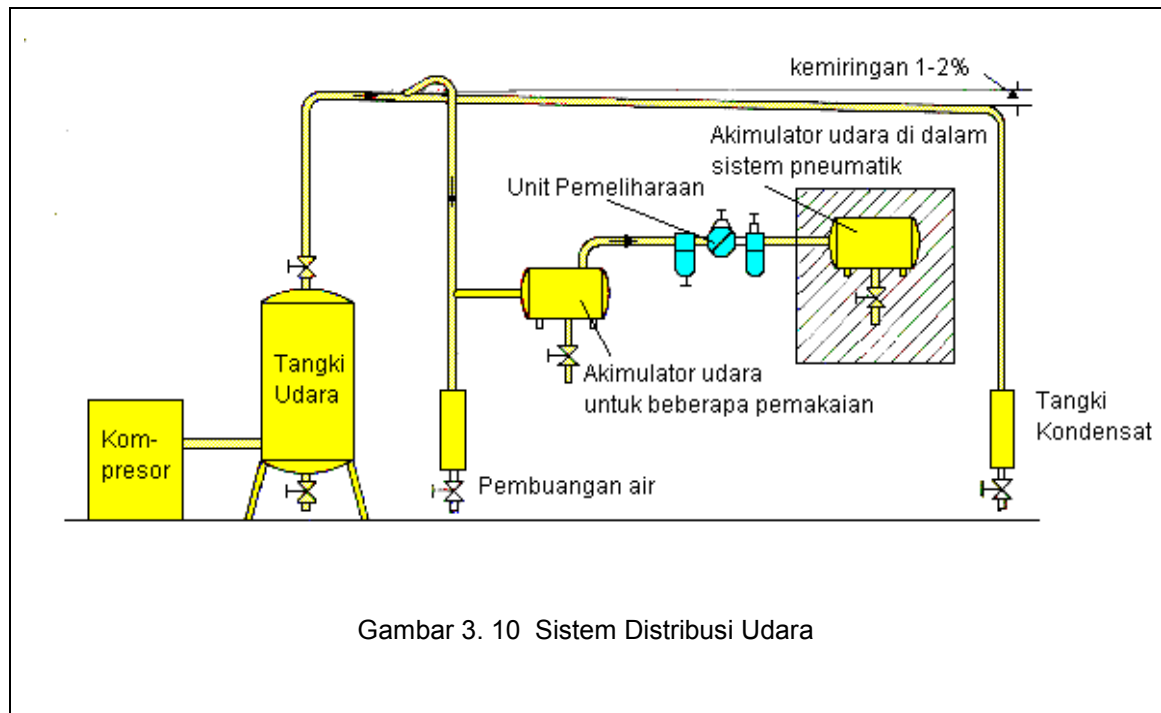 kemiringan 1-2%
Akimulator udara di dalam
sistem pneumatik
Unit Pemeliharaan
Tangki
Udara
Akimulator udara
untuk beberapa pemakaian
Tangki
Kondensat
Kom-
presor
Pembuangan air
Gambar 3. 10 Sistem Distribusi Udara